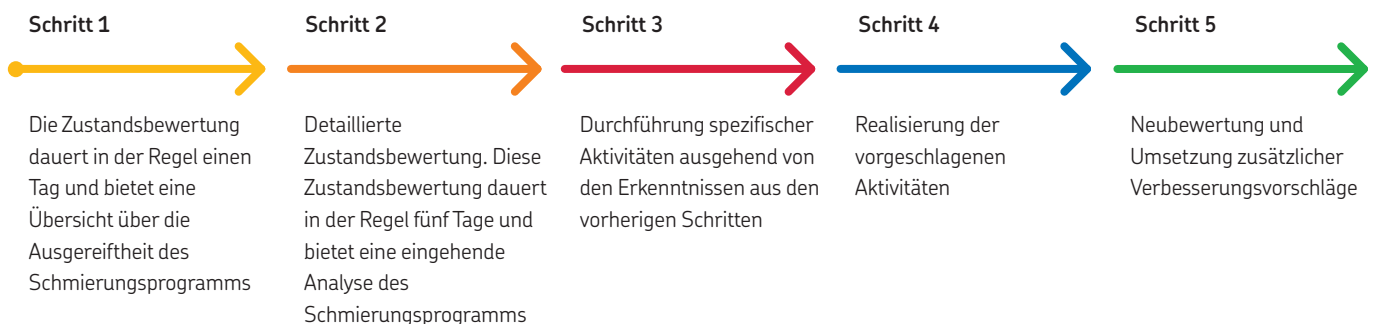 Schritt 1
Die Zustandsbewertung
dauert in der Regel einen
Tag und bietet eine
Übersicht über die
Ausgereiftheit des
Schmierungsprogramms
Schritt 2
Detaillierte
Zustandsbewertung. Diese
Zustandsbewertung dauert
in der Regel fünf Tage und
bietet eine eingehende
Analyse des
Schmierungsprogramms
Schritt 3
Durchführung spezifischer
Aktivitäten ausgehend von
den Erkenntnissen aus den
vorherigen Schritten
Schritt 4
Realisierung der
vorgeschlagenen
Aktivitäten
Schritt 5
Neubewertung und
Umsetzung zusätzlicher
Verbesserungsvorschläge